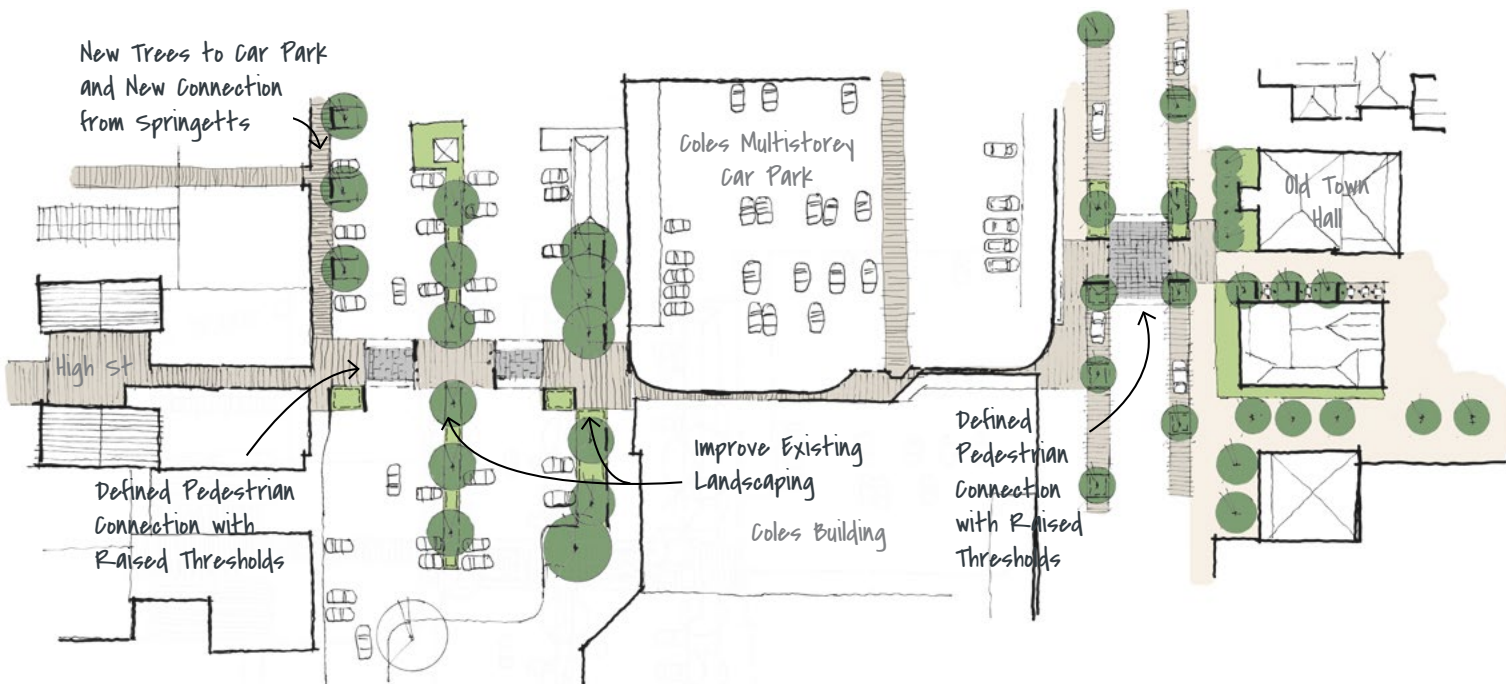 New Trees to Car Park
and New Connection
from Springetts
Coles Multistorey
Car Park
Old Town
Hall
High St
Defined Pedestrian
Connection with
Raised Thresholds
Improve Existing
Landscaping
Coles Building
Defined
Pedestrian
Connection
with Raised
Thresholds